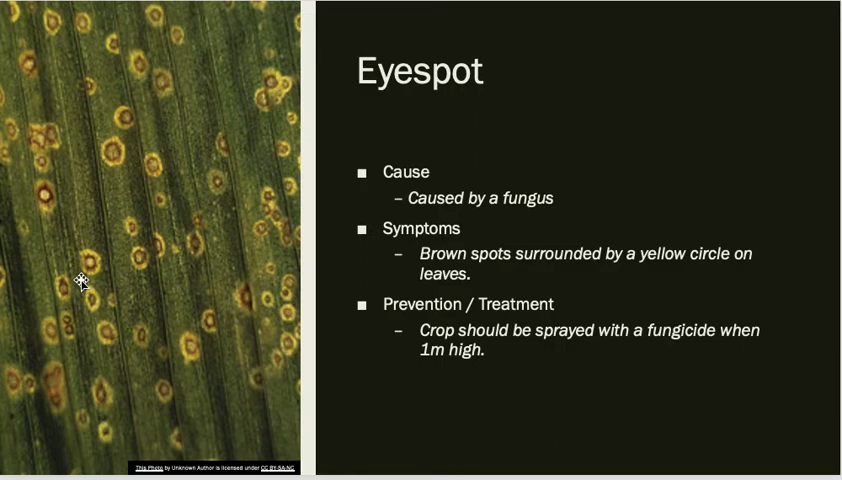 Eyespot
■ Cause
– Caused by a fungus
■ Symptoms
– Brown spots surrounded by a yellow circle on
leaves.
■ Prevention / Treatment
– Crop should be sprayed with a fungicide when
1m high.
This Photo by Unknown Author is licensed under CC BY-SA-NC